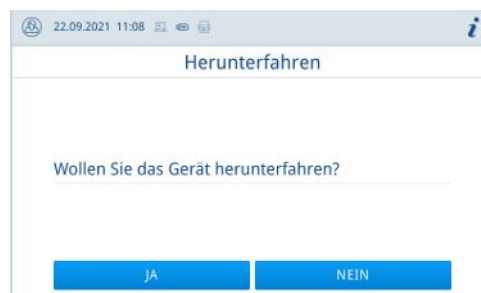 22.09.2021 11:08
i
Herunterfahren
Wollen Sie das Gerät herunterfahren?
JA NEIN